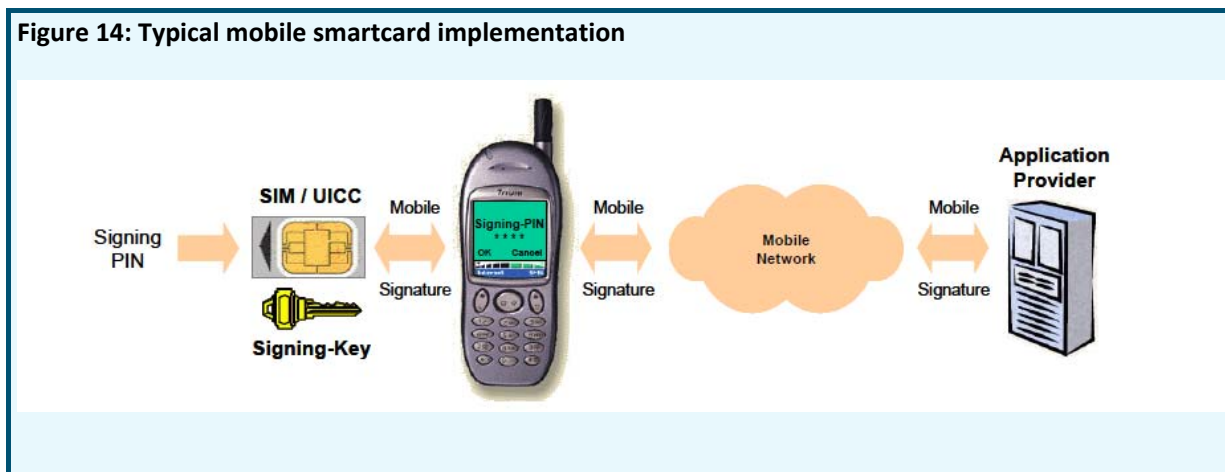 Figure 14: Typical mobile smartcard implementation
Application
Provider
SIM / UICC
Mobile
Mobile
Mobile
Signing
PIN
Signing-PIN
* * * *
OK Cancel
Mobile
Network
Signature
Signature
Signature
Signing-Key